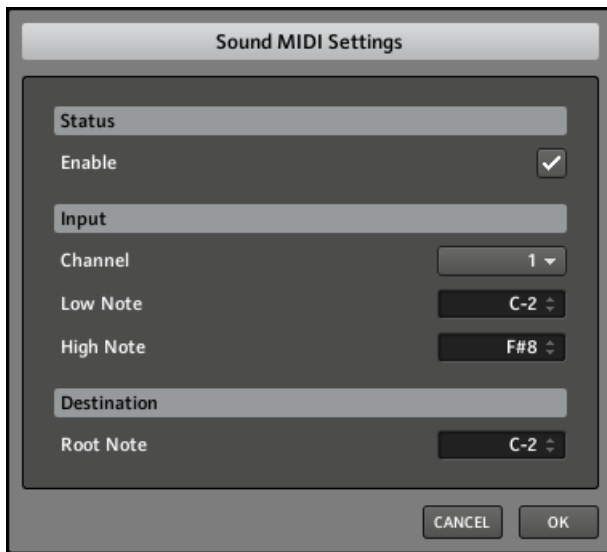 Sound MIDI Settings
Status
Enable
Input
Channel 1
Low Note C-2
High Note F#8
Destination
Root Note C-2
CANCEL OK